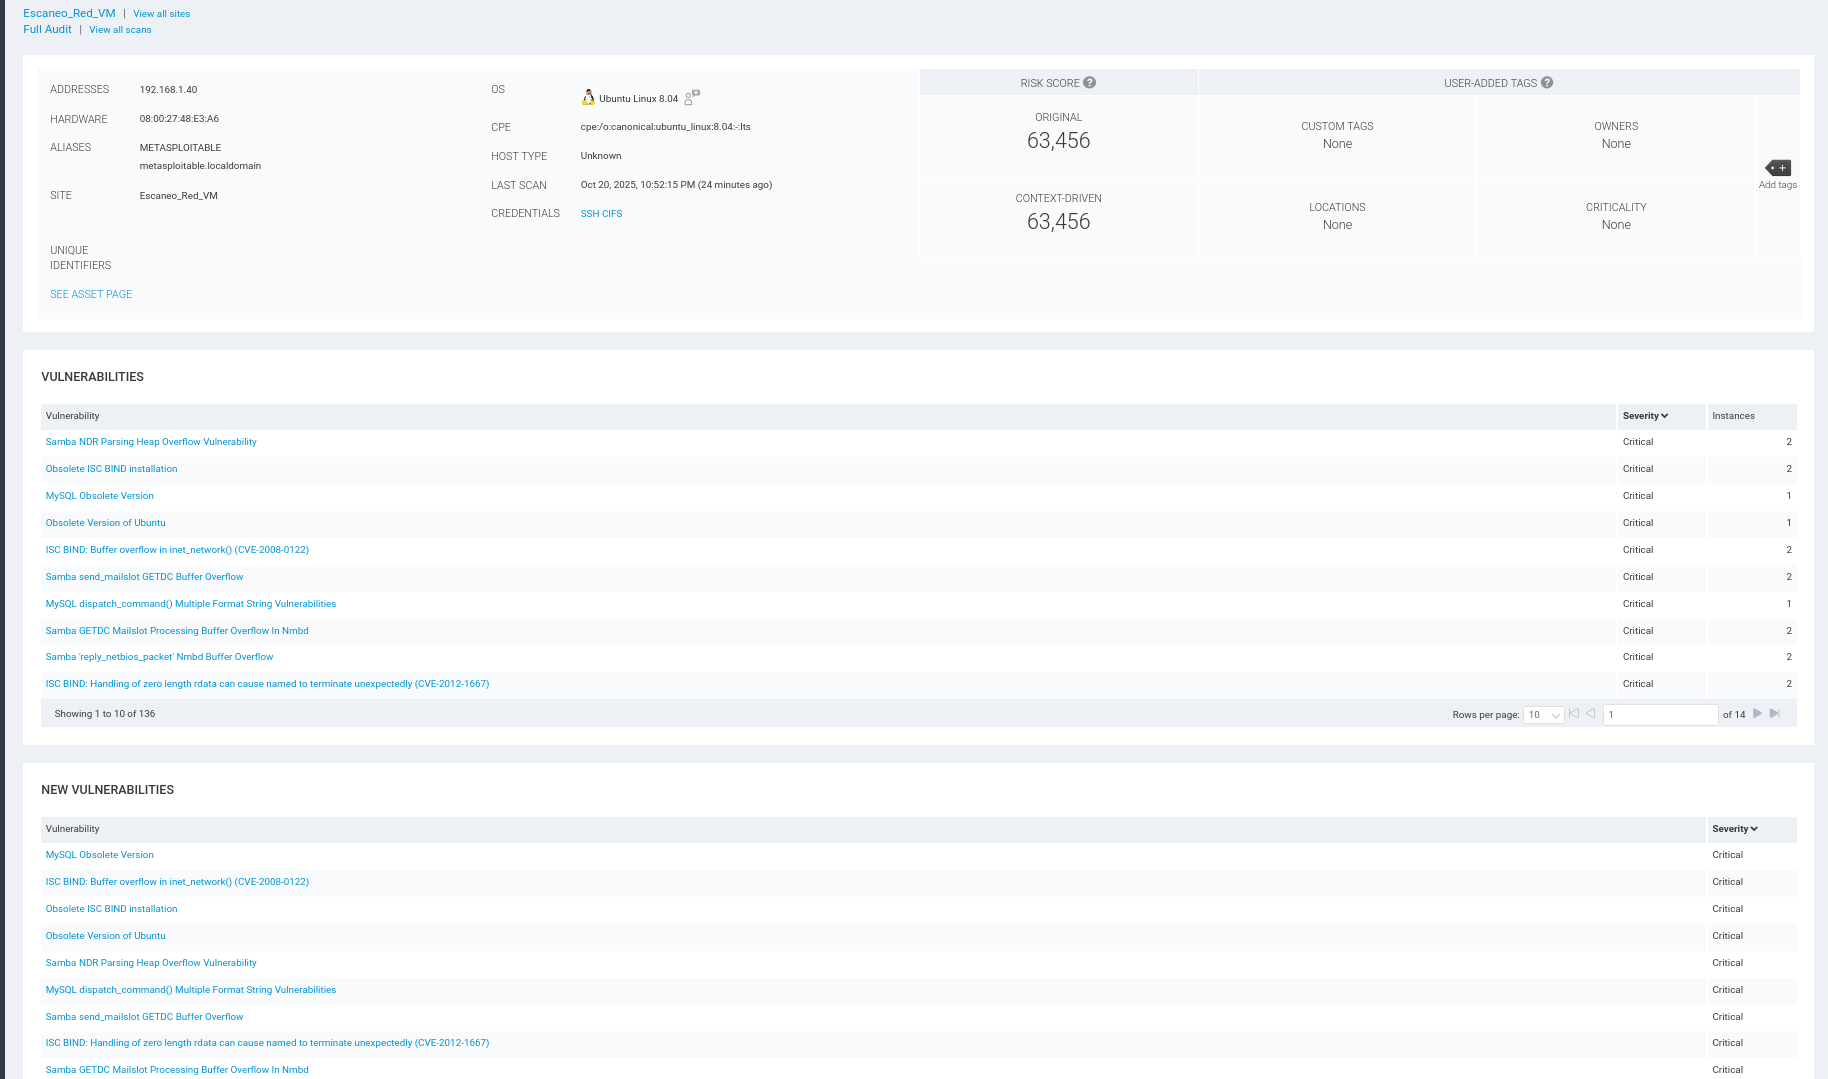 Escaneo_Red_VM | View all sites
Full Audit | View all scans
ADDRESSES 192.168.1.40
HARDWARE 08:00:27:48:E3:A6
ALIASES METASPLOITABLE
metasploitable.localdomain
SITE Escaneo_Red_VM
UNIQUE
IDENTIFIERS
SEE ASSET PAGE
OS Ubuntu Linux 8.04
CPE cpe:/o:canonical:ubuntu_linux:8.04:-:lts
HOST TYPE Unknown
LAST SCAN Oct 20, 2025, 10:52:15 PM (24 minutes ago)
CREDENTIALS SSH CIFS
RISK SCORE ?
ORIGINAL
63,456
CONTEXT-DRIVEN
63,456
USER-ADDED TAGS ?
CUSTOM TAGS
None
OWNERS
None
LOCATIONS
None
CRITICALITY
None
Add tags
VULNERABILITIES
Vulnerability Severity Instances
Samba NDR Parsing Heap Overflow Vulnerability Critical 2
Obsolete ISC BIND installation Critical 2
MySQL Obsolete Version Critical 1
Obsolete Version of Ubuntu Critical 1
ISC BIND: Buffer overflow in inet_network() (CVE-2008-0122) Critical 2
Samba send_mailslot GETDC Buffer Overflow Critical 2
MySQL dispatch_command() Multiple Format String Vulnerabilities Critical 1
Samba GETDC Mailslot Processing Buffer Overflow In Nmbd Critical 2
Samba 'reply_netbios_packet' Nmbd Buffer Overflow Critical 2
ISC BIND: Handling of zero length rdata can cause named to terminate unexpectedly (CVE-2012-1667) Critical 2
Showing 1 to 10 of 136 Rows per page: 10 1 of 14
NEW VULNERABILITIES
Vulnerability Severity
MySQL Obsolete Version Critical
ISC BIND: Buffer overflow in inet_network() (CVE-2008-0122) Critical
Obsolete ISC BIND installation Critical
Obsolete Version of Ubuntu Critical
Samba NDR Parsing Heap Overflow Vulnerability Critical
MySQL dispatch_command() Multiple Format String Vulnerabilities Critical
Samba send_mailslot GETDC Buffer Overflow Critical
ISC BIND: Handling of zero length rdata can cause named to terminate unexpectedly (CVE-2012-1667) Critical
Samba GETDC Mailslot Processing Buffer Overflow In Nmbd Critical